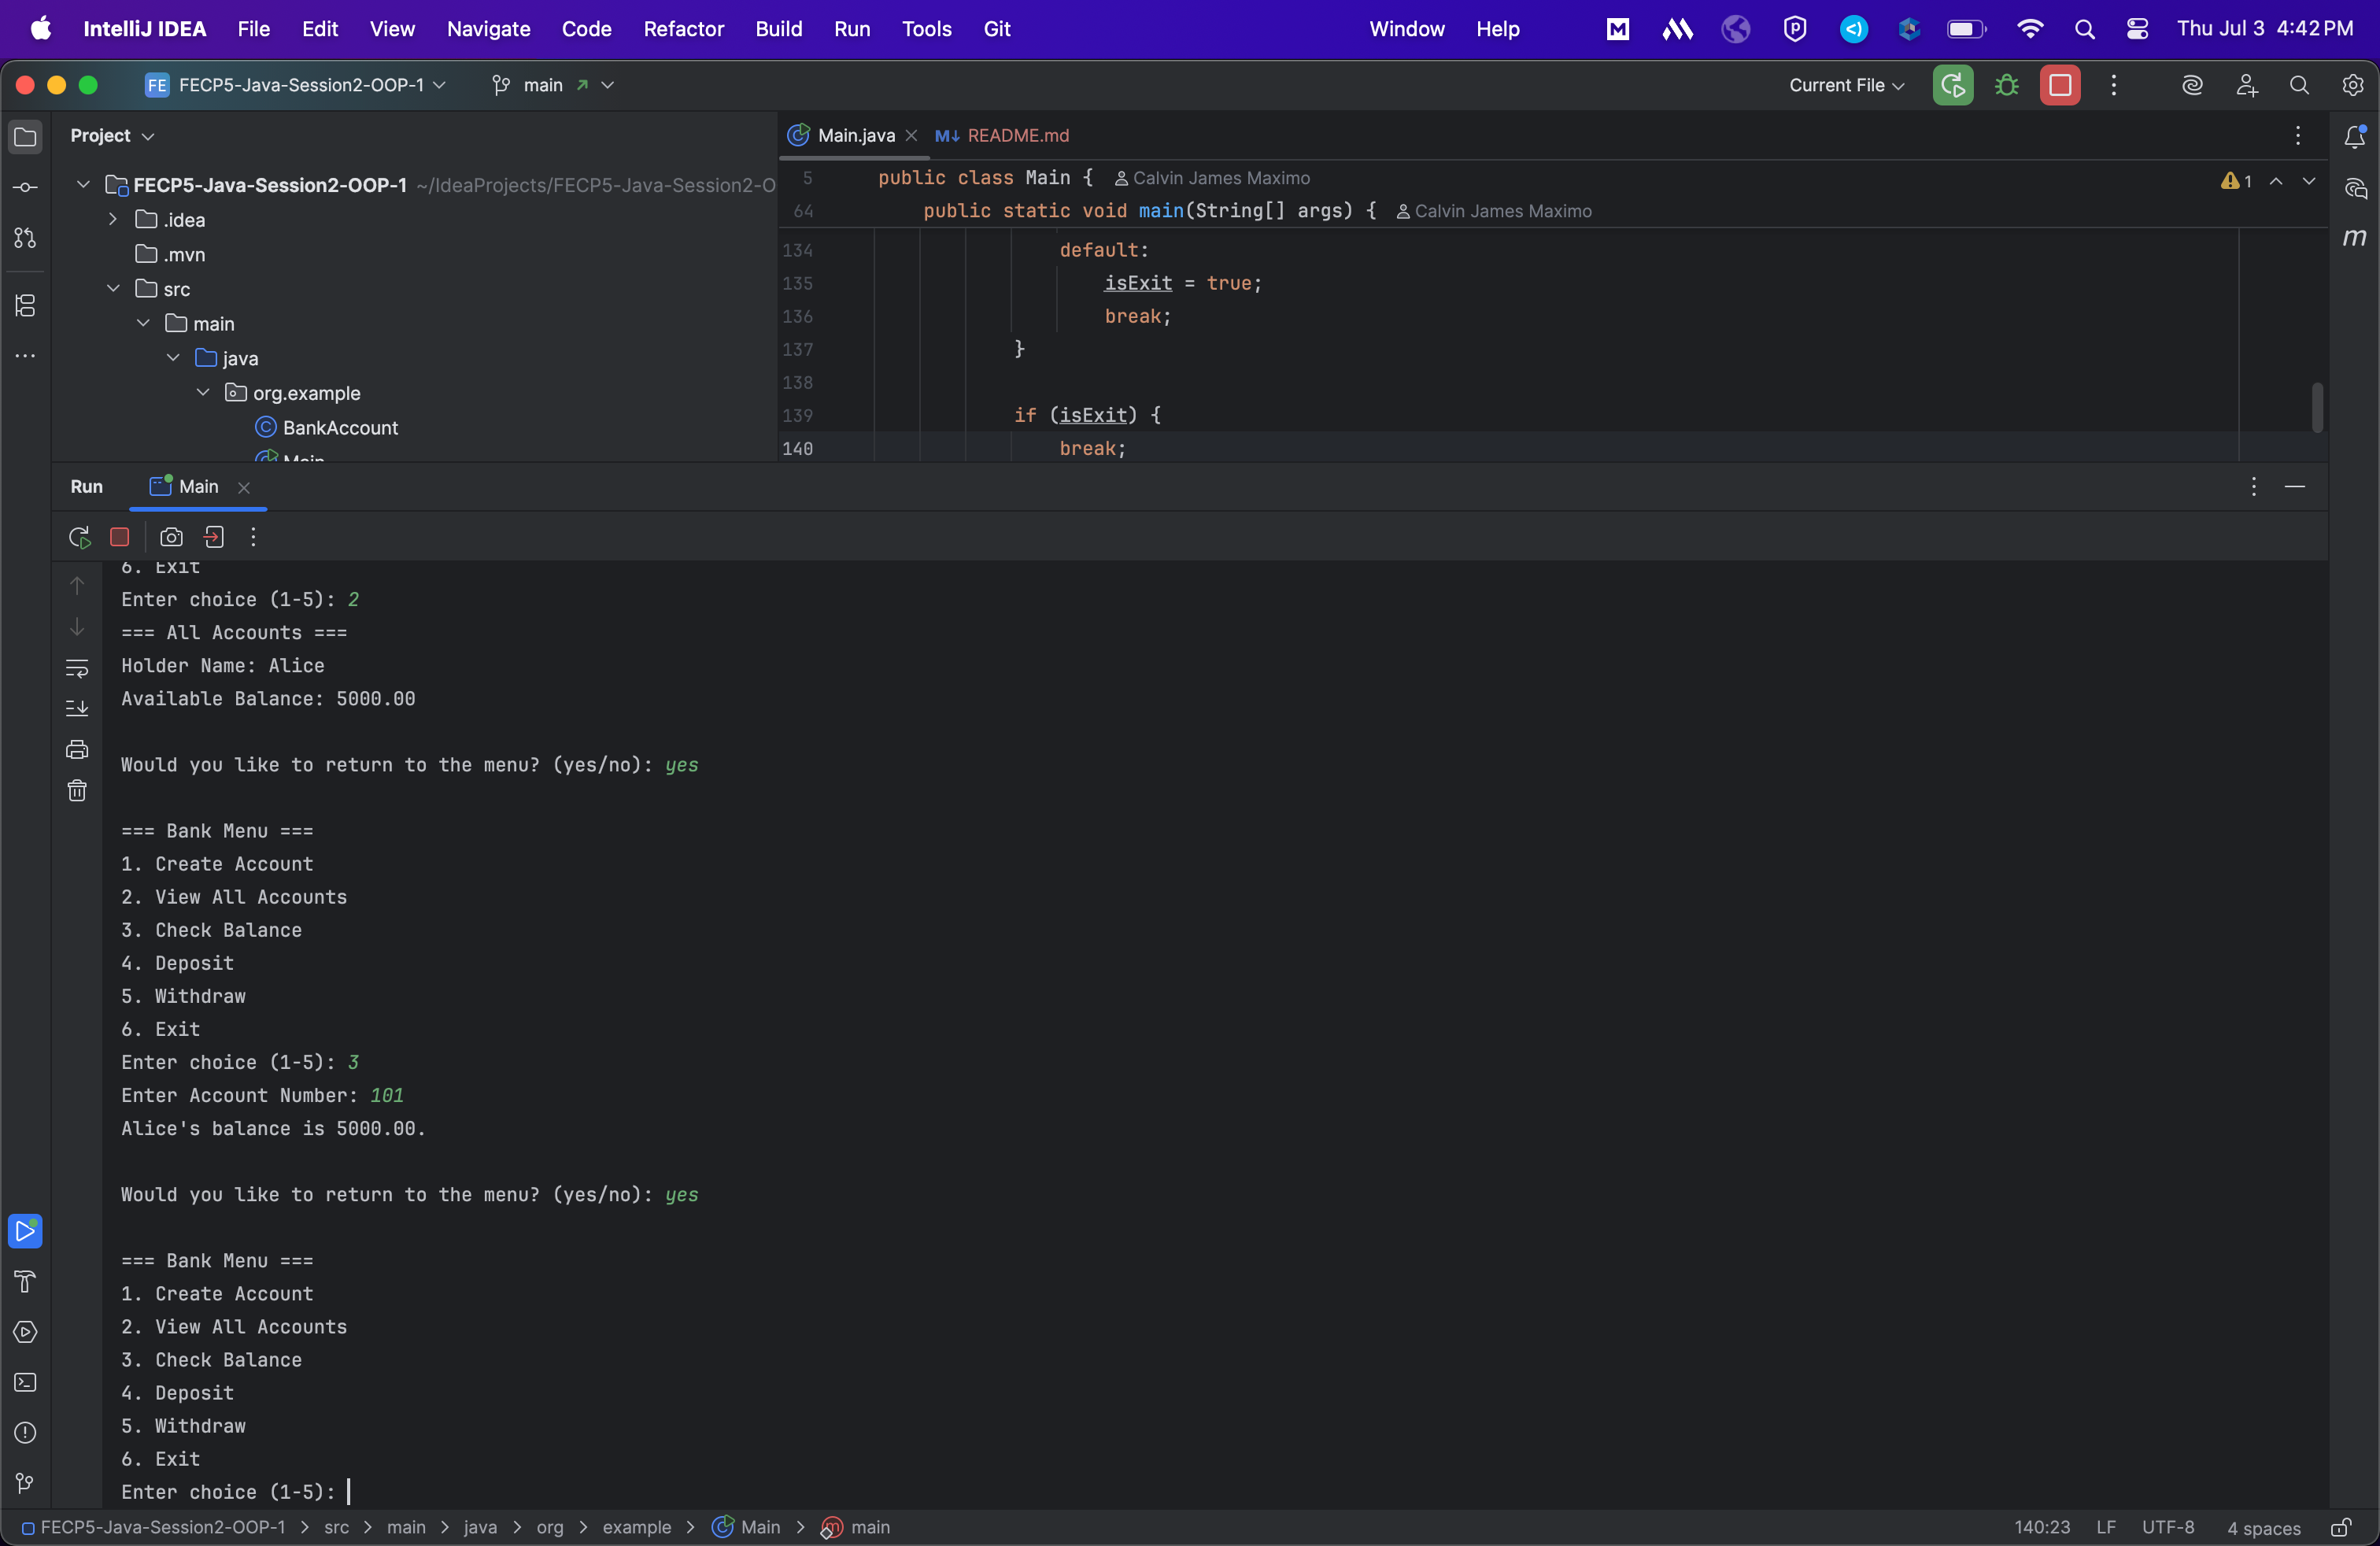 IntelliJ IDEA File Edit View Navigate Code Refactor Build Run Tools Git Window Help Thu Jul 3 4:42 PM
FE FECP5-Java-Session2-OOP-1 main Current File
Project
Main.java README.md
FECP5-Java-Session2-OOP-1 ~/IdeaProjects/FECP5-Java-Session2-O
.idea
.mvn
src
main
java
org.example
BankAccount
Main
5 public class Main { Calvin James Maximo
1
64 public static void main(String[] args) { Calvin James Maximo
134 default:
135 isExit = true;
136 break;
137 }
138
139 if (isExit) {
140 break;
Run Main
6. Exit
Enter choice (1-5): 2
=== All Accounts ===
Holder Name: Alice
Available Balance: 5000.00
Would you like to return to the menu? (yes/no): yes
=== Bank Menu ===
1. Create Account
2. View All Accounts
3. Check Balance
4. Deposit
5. Withdraw
6. Exit
Enter choice (1-5): 3
Enter Account Number: 101
Alice's balance is 5000.00.
Would you like to return to the menu? (yes/no): yes
=== Bank Menu ===
1. Create Account
2. View All Accounts
3. Check Balance
4. Deposit
5. Withdraw
6. Exit
Enter choice (1-5):
FECP5-Java-Session2-OOP-1 > src > main > java > org > example > Main > main 140:23 LF UTF-8 4 spaces